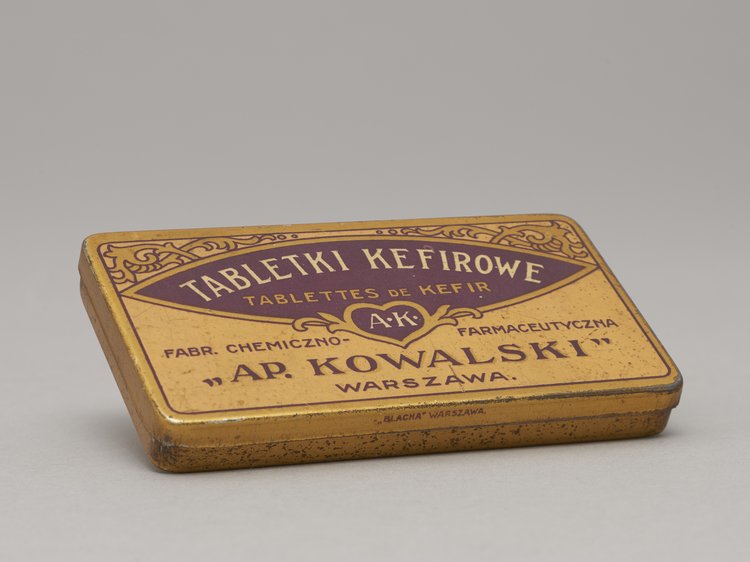 TABLETKI KEFIROWE
TABLETTES DE KEFIR
A·K·
FABR. CHEMICZNO-FARMACEUTYCZNA
„AP. KOWALSKI”
WARSZAWA.
„BLACHA” WARSZAWA.